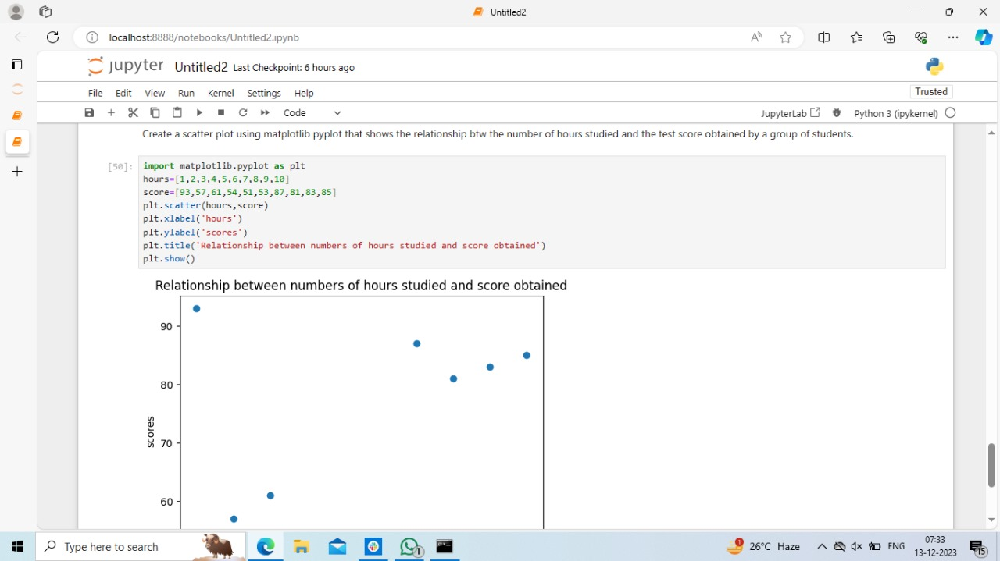 Untitled2
localhost:8888/notebooks/Untitled2.ipynb
jupyter Untitled2 Last Checkpoint: 6 hours ago
File Edit View Run Kernel Settings Help Trusted
Code JupyterLab Python 3 (ipykernel)
Create a scatter plot using matplotlib pyplot that shows the relationship btw the number of hours studied and the test score obtained by a group of students.
[50]: import matplotlib.pyplot as plt
hours=[1,2,3,4,5,6,7,8,9,10]
score=[93,57,61,54,51,53,87,81,83,85]
plt.scatter(hours,score)
plt.xlabel('hours')
plt.ylabel('scores')
plt.title('Relationship between numbers of hours studied and score obtained')
plt.show()
Relationship between numbers of hours studied and score obtained
90
80
scores
70
60
Type here to search
1
1
26°C Haze
ENG
07:33
13-12-2023
15